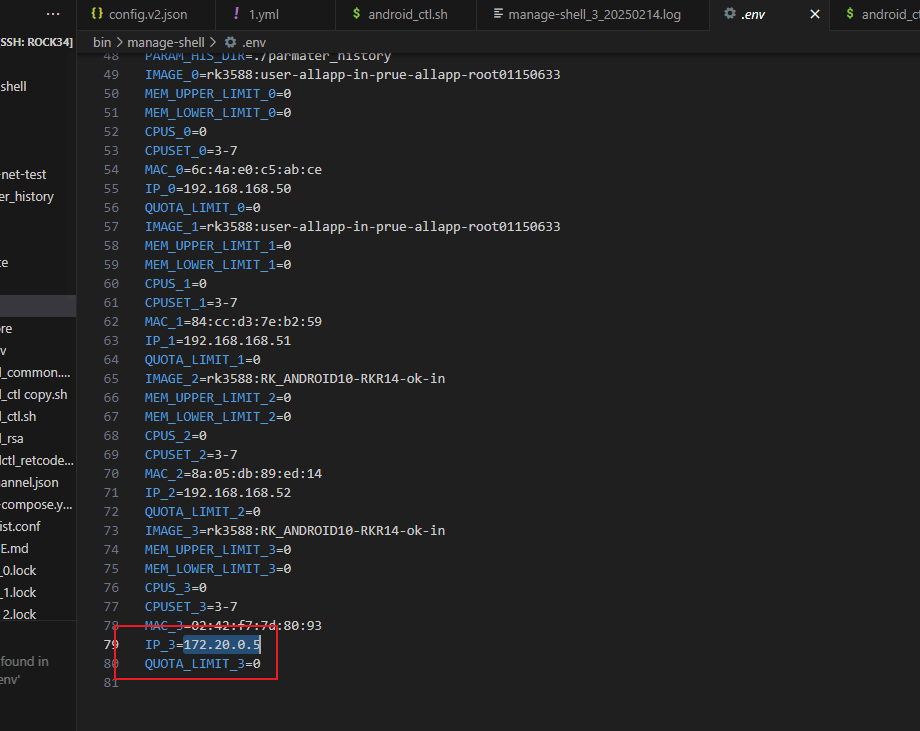 config.v2.json
1.yml
android_ctl.sh
manage-shell_3_20250214.log
.env
android_ct
[SSH: ROCK34]
bin > manage-shell > .env
shell
-net-test
er_history
te
ore
v
l_common....
l_ctl copy.sh
l_ctl.sh
l_rsa
lctl_retcode...
annel.json
-compose.y...
ist.conf
E.md
_0.lock
_1.lock
2.lock
found in
env'
48 PARAM_HIS_DIR=./parmater_history
49 IMAGE_0=rk3588:user-allapp-in-prue-allapp-root01150633
50 MEM_UPPER_LIMIT_0=0
51 MEM_LOWER_LIMIT_0=0
52 CPUS_0=0
53 CPUSET_0=3-7
54 MAC_0=6c:4a:e0:c5:ab:ce
55 IP_0=192.168.168.50
56 QUOTA_LIMIT_0=0
57 IMAGE_1=rk3588:user-allapp-in-prue-allapp-root01150633
58 MEM_UPPER_LIMIT_1=0
59 MEM_LOWER_LIMIT_1=0
60 CPUS_1=0
61 CPUSET_1=3-7
62 MAC_1=84:cc:d3:7e:b2:59
63 IP_1=192.168.168.51
64 QUOTA_LIMIT_1=0
65 IMAGE_2=rk3588:RK_ANDROID10-RKR14-ok-in
66 MEM_UPPER_LIMIT_2=0
67 MEM_LOWER_LIMIT_2=0
68 CPUS_2=0
69 CPUSET_2=3-7
70 MAC_2=8a:05:db:89:ed:14
71 IP_2=192.168.168.52
72 QUOTA_LIMIT_2=0
73 IMAGE_3=rk3588:RK_ANDROID10-RKR14-ok-in
74 MEM_UPPER_LIMIT_3=0
75 MEM_LOWER_LIMIT_3=0
76 CPUS_3=0
77 CPUSET_3=3-7
78 MAC_3=02:42:f7:7d:80:93
79 IP_3=172.20.0.5
80 QUOTA_LIMIT_3=0
81